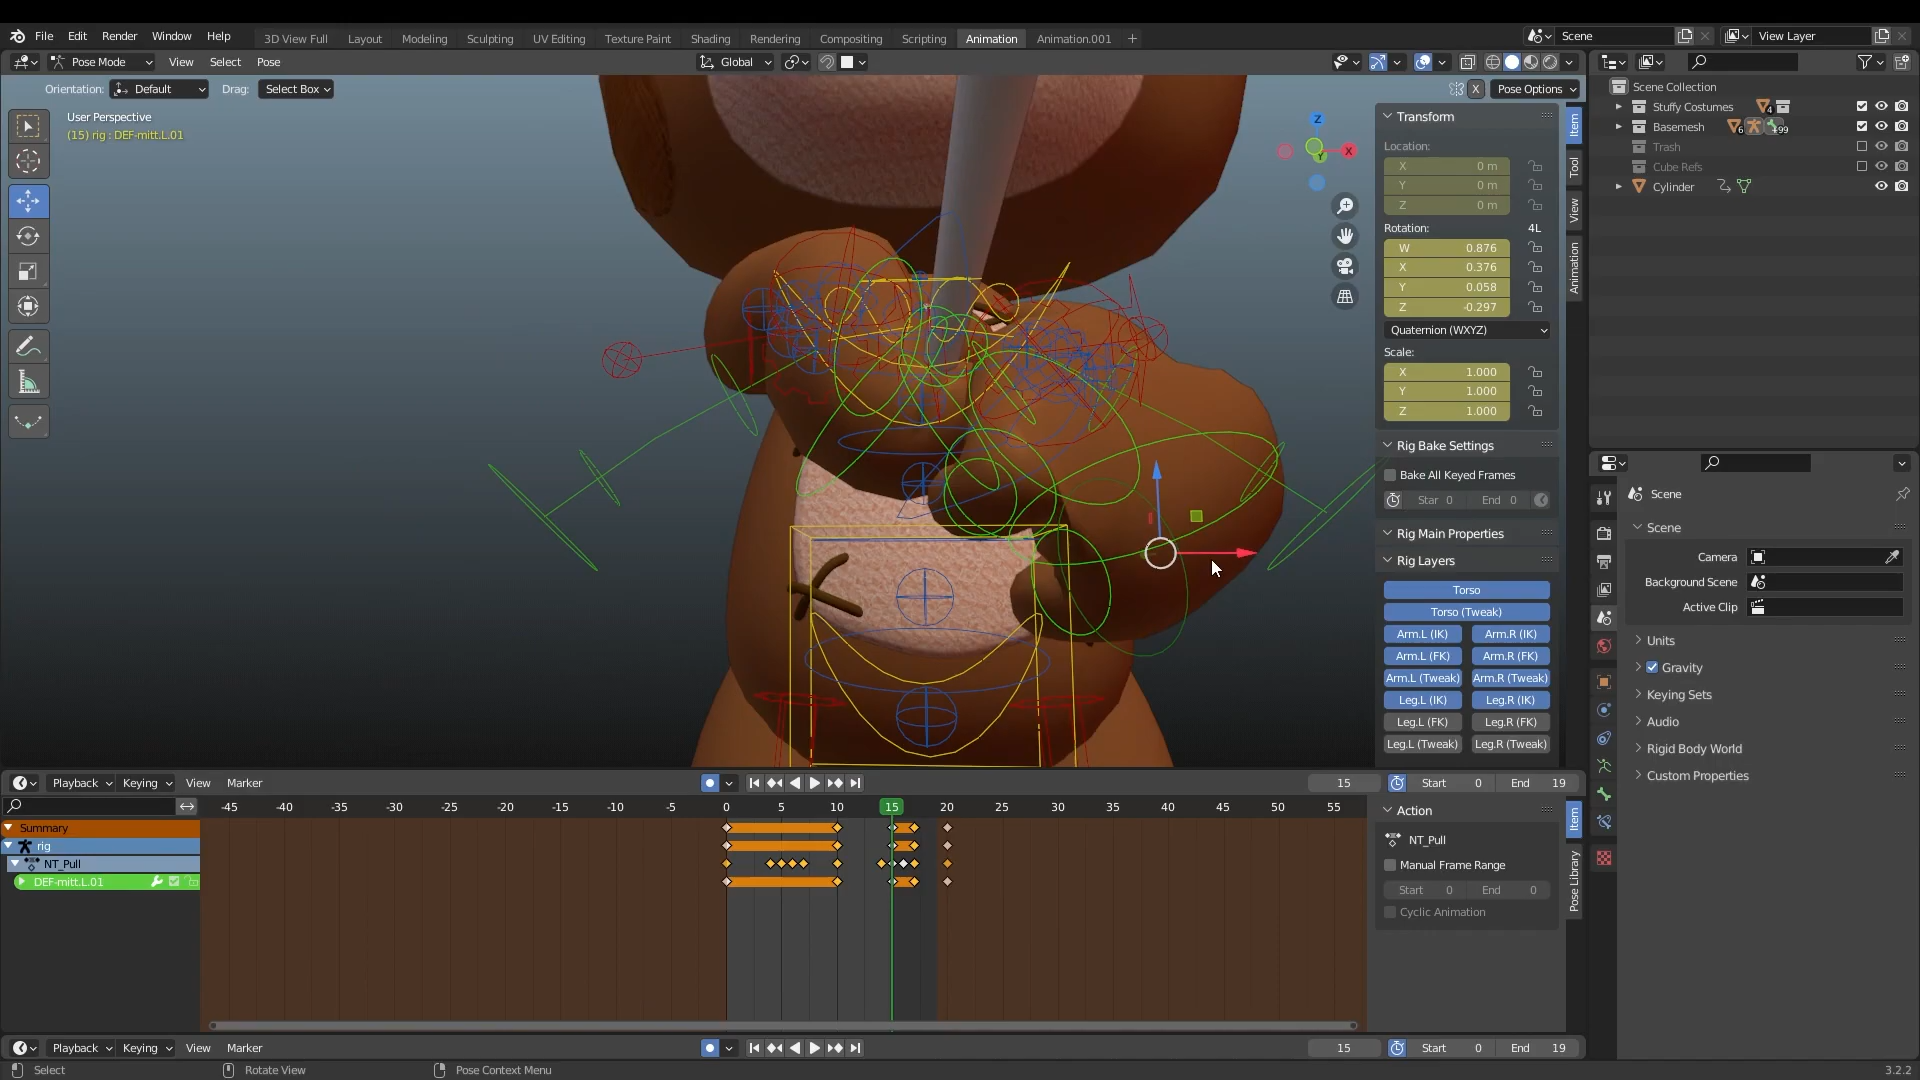 File Edit Render Window Help 3D View Full Layout Modeling Sculpting UV Editing Texture Paint Shading Rendering Compositing Scripting Animation Animation.001 + Scene View Layer
Pose Mode View Select Pose Global
Orientation: Default Drag: Select Box X Pose Options
User Perspective
(15) rig : DEF-mitt.L.01
Z
X
Y
Transform
Location:
X 0 m
Y 0 m
Z 0 m
Rotation: 4L
W 0.876
X 0.376
Y 0.058
Z -0.297
Quaternion (WXYZ)
Scale:
X 1.000
Y 1.000
Z 1.000
Rig Bake Settings
Bake All Keyed Frames
Star 0 End 0
Rig Main Properties
Rig Layers
Torso
Torso (Tweak)
Arm.L (IK) Arm.R (IK)
Arm.L (FK) Arm.R (FK)
Arm.L (Tweak) Arm.R (Tweak)
Leg.L (IK) Leg.R (IK)
Leg.L (FK) Leg.R (FK)
Leg.L (Tweak) Leg.R (Tweak)
Item
Tool
View
Animation
Scene Collection
Stuffy Costumes 4
Basemesh 6 +99
Trash
Cube Refs
Cylinder
Scene
Scene
Camera
Background Scene
Active Clip
Units
Gravity
Keying Sets
Audio
Rigid Body World
Custom Properties
Playback Keying View Marker 15 Start 0 End 19
-45 -40 -35 -30 -25 -20 -15 -10 -5 0 5 10 15 20 25 30 35 40 45 50 55
Summary
rig
NT_Pull
DEF-mitt.L.01
Action
NT_Pull
Manual Frame Range
Start 0 End 0
Cyclic Animation
Item
Pose Library
Playback Keying View Marker 15 Start 0 End 19
Select Rotate View Pose Context Menu 3.2.2